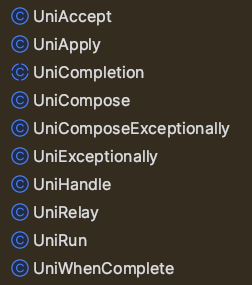 UniAccept
UniApply
UniCompletion
UniCompose
UniComposeExceptionally
UniExceptionally
UniHandle
UniRelay
UniRun
UniWhenComplete